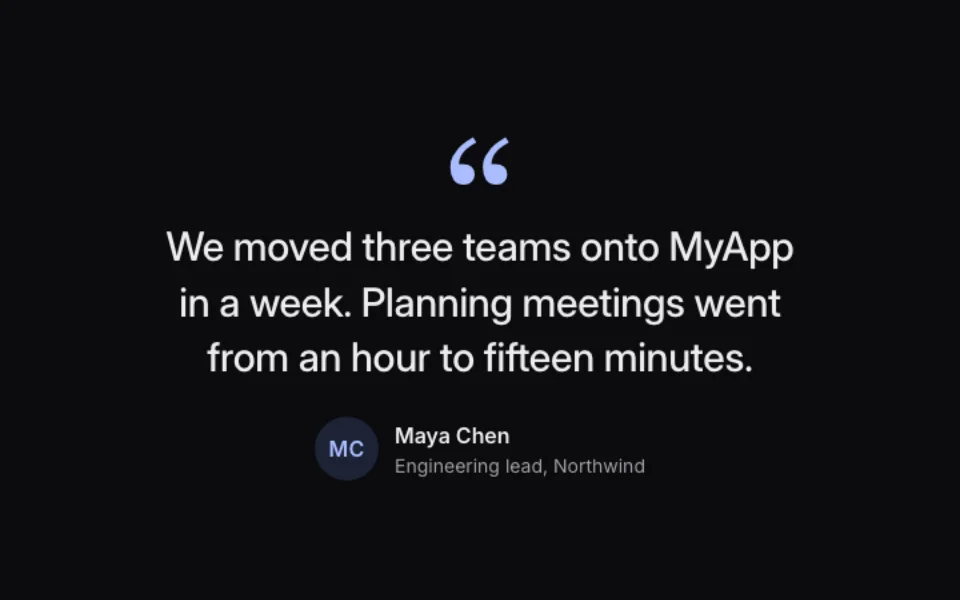 “
We moved three teams onto MyApp
in a week. Planning meetings went
from an hour to fifteen minutes.
MC
Maya Chen
Engineering lead, Northwind